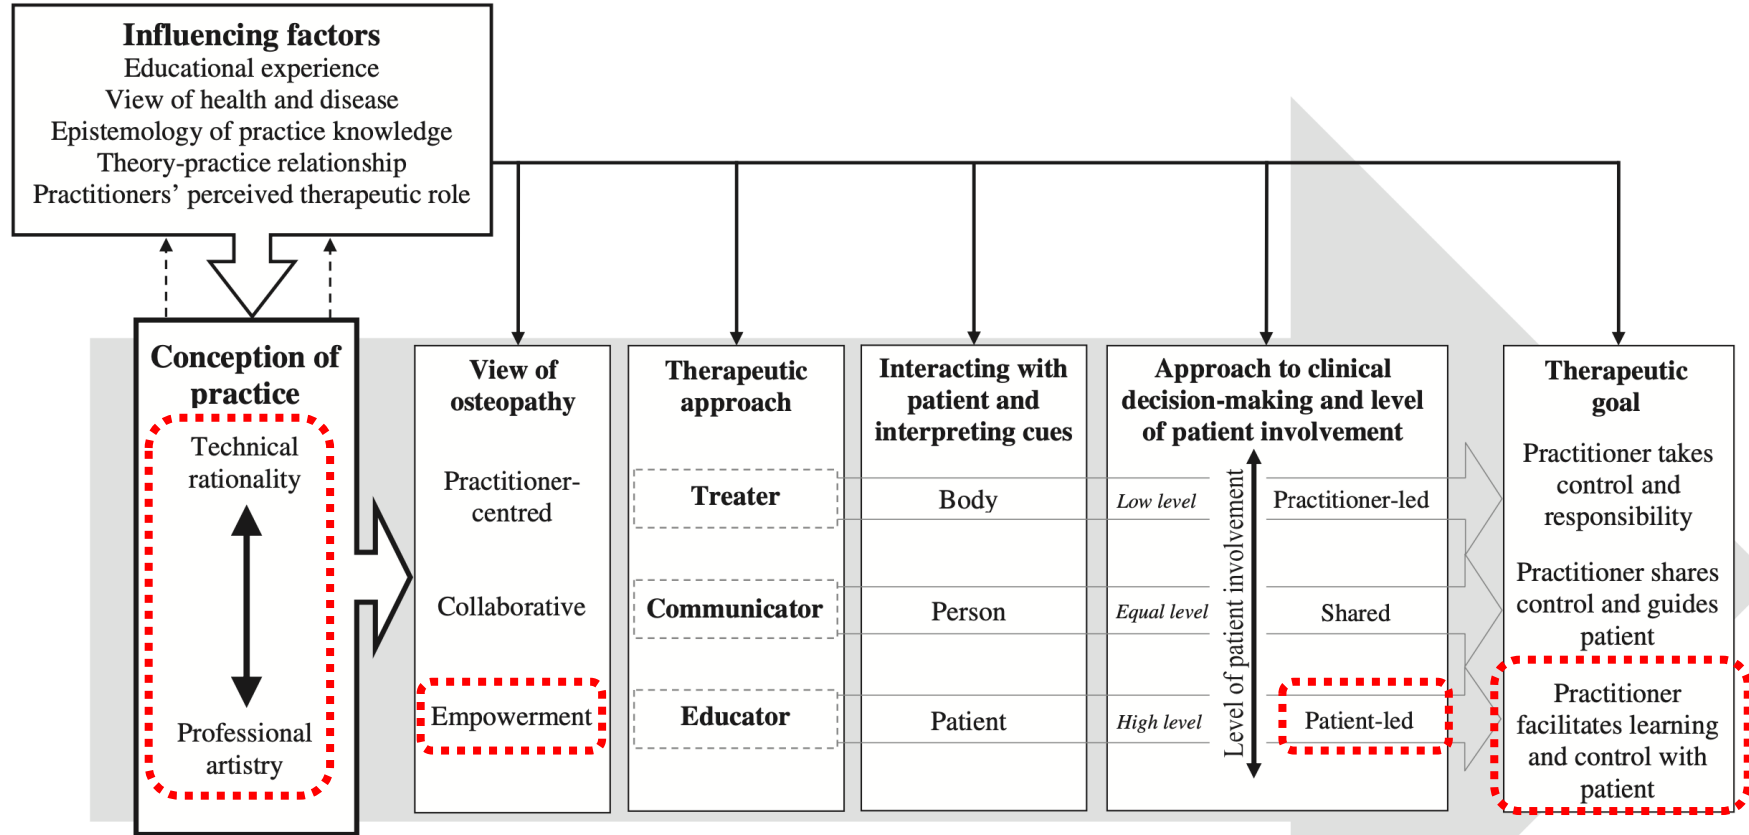 Influencing factors
Educational experience
View of health and disease
Epistemology of practice knowledge
Theory-practice relationship
Practitioners’ perceived therapeutic role
Conception of
practice
Technical
rationality
Professional
artistry
View of
osteopathy
Practitioner-
centred
Collaborative
Empowerment
Therapeutic
approach
Treater
Communicator
Educator
Interacting with
patient and
interpreting cues
Body
Person
Patient
Approach to clinical
decision-making and level
of patient involvement
Low level
Equal level
High level
Level of patient involvement
Practitioner-led
Shared
Patient-led
Therapeutic
goal
Practitioner takes
control and
responsibility
Practitioner shares
control and guides
patient
Practitioner
facilitates learning
and control with
patient